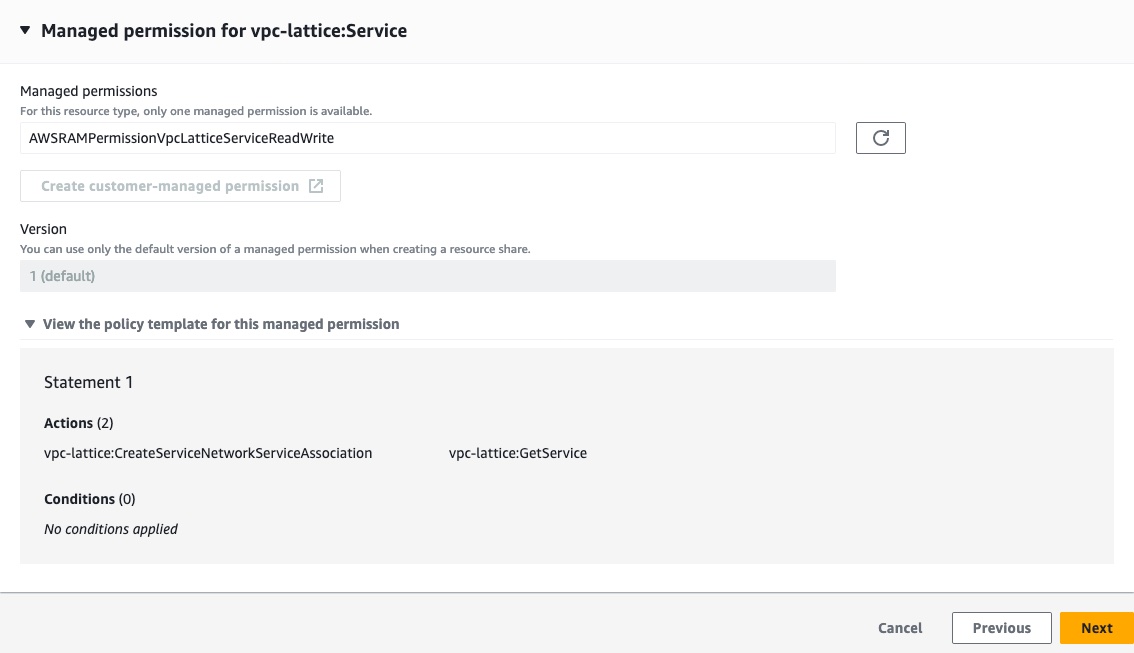 Managed permission for vpc-lattice:Service
Managed permissions
For this resource type, only one managed permission is available.
AWSRAMPermissionVpcLatticeServiceReadWrite
Create customer-managed permission
Version
You can use only the default version of a managed permission when creating a resource share.
1 (default)
View the policy template for this managed permission
Statement 1
Actions (2)
vpc-lattice:CreateServiceNetworkServiceAssociation vpc-lattice:GetService
Conditions (0)
No conditions applied
Cancel Previous Next